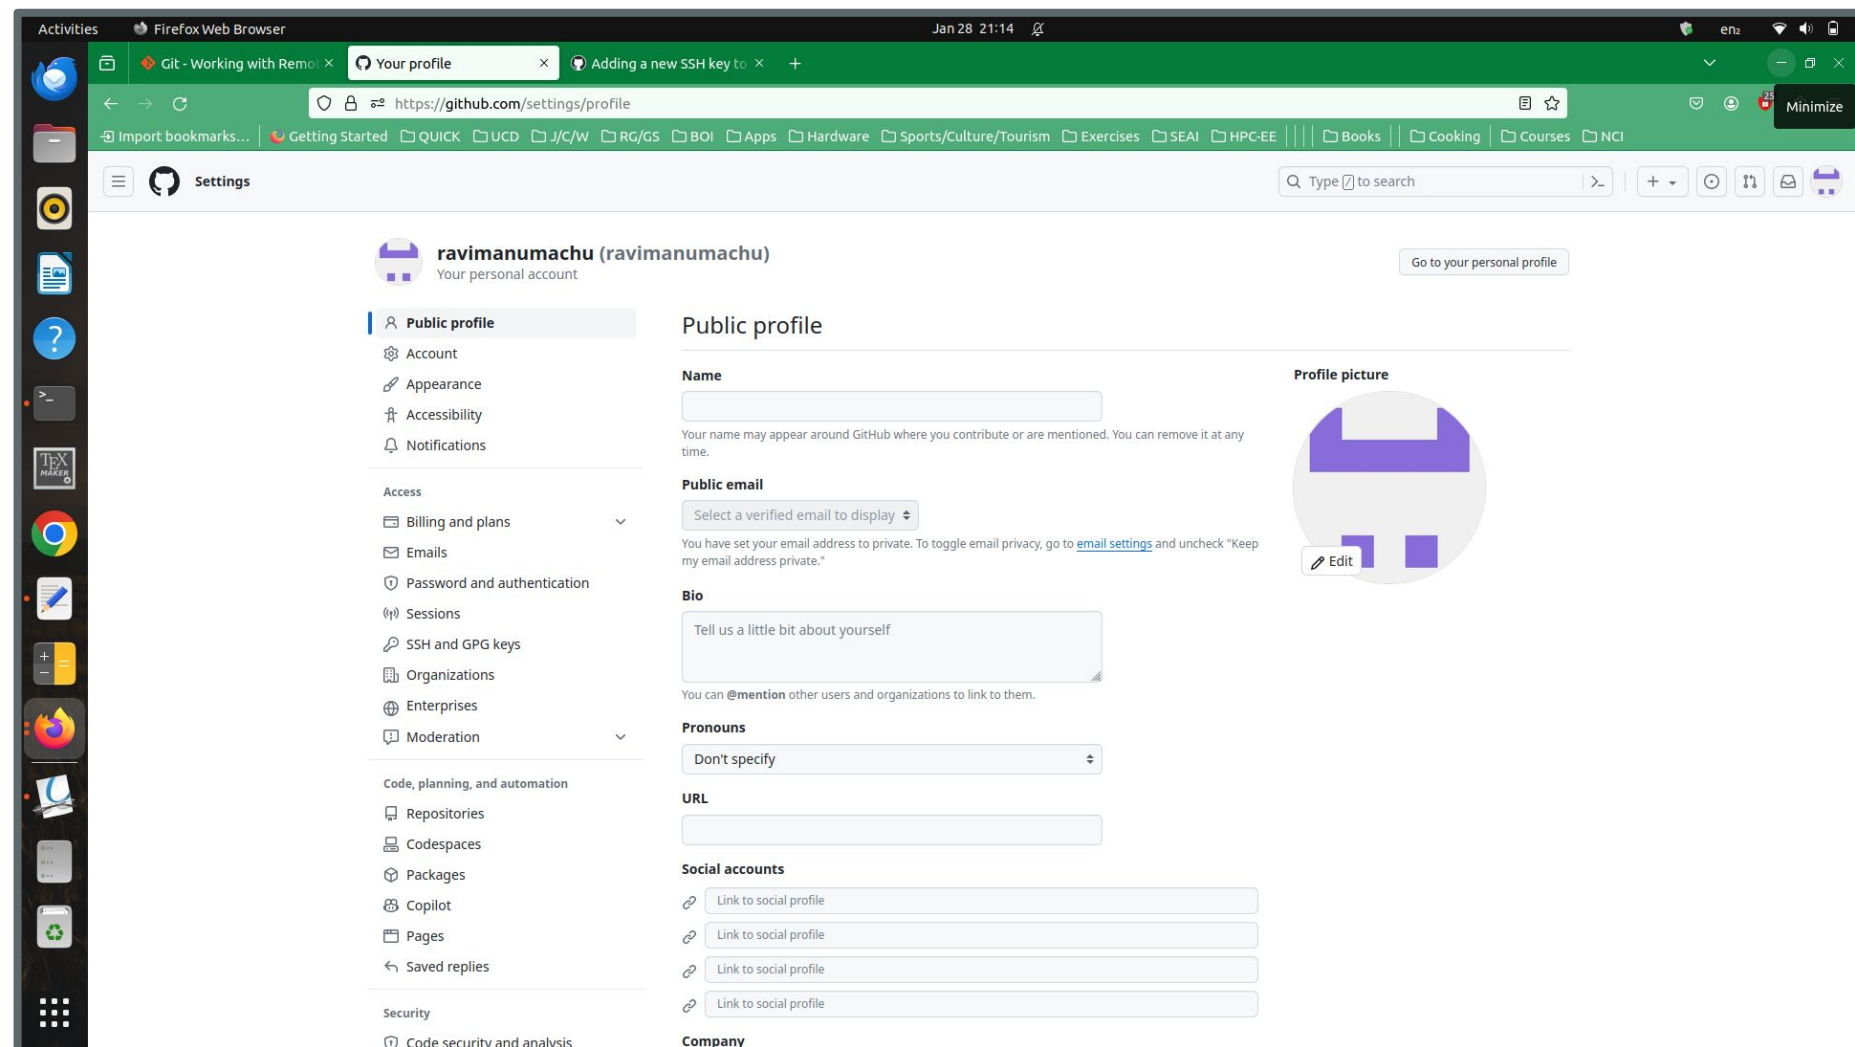 Activities Firefox Web Browser Jan 28 21:14 en₂
Git - Working with Remot × Your profile × Adding a new SSH key to × +
https://github.com/settings/profile 25 Minimize
Import bookmarks... Getting Started QUICK UCD J/C/W RG/GS BOI Apps Hardware Sports/Culture/Tourism Exercises SEAI HPC-EE Books Cooking Courses NCI
Settings Type / to search
ravimanumachu (ravimanumachu)
Your personal account
Go to your personal profile
Public profile
Account
Appearance
Accessibility
Notifications
Access
Billing and plans
Emails
Password and authentication
Sessions
SSH and GPG keys
Organizations
Enterprises
Moderation
Code, planning, and automation
Repositories
Codespaces
Packages
Copilot
Pages
Saved replies
Security
Code security and analysis
Public profile
Name
Your name may appear around GitHub where you contribute or are mentioned. You can remove it at any
time.
Public email
Select a verified email to display
You have set your email address to private. To toggle email privacy, go to email settings and uncheck "Keep
my email address private."
Bio
Tell us a little bit about yourself
You can @mention other users and organizations to link to them.
Pronouns
Don't specify
URL
Social accounts
Link to social profile
Link to social profile
Link to social profile
Link to social profile
Company
Profile picture
Edit
TEX
MAKER